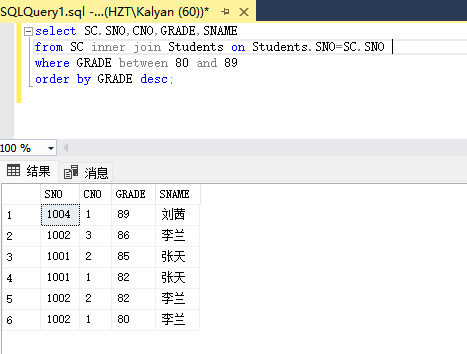 SQLQuery1.sql -...(HZT\Kalyan (60))*
select SC.SNO,CNO,GRADE,SNAME
from SC inner join Students on Students.SNO=SC.SNO
where GRADE between 80 and 89
order by GRADE desc;
100 %
结果 消息
SNO CNO GRADE SNAME
1 1004 1 89 刘茜
2 1002 3 86 李兰
3 1001 2 85 张天
4 1001 1 82 张天
5 1002 2 82 李兰
6 1002 1 80 李兰